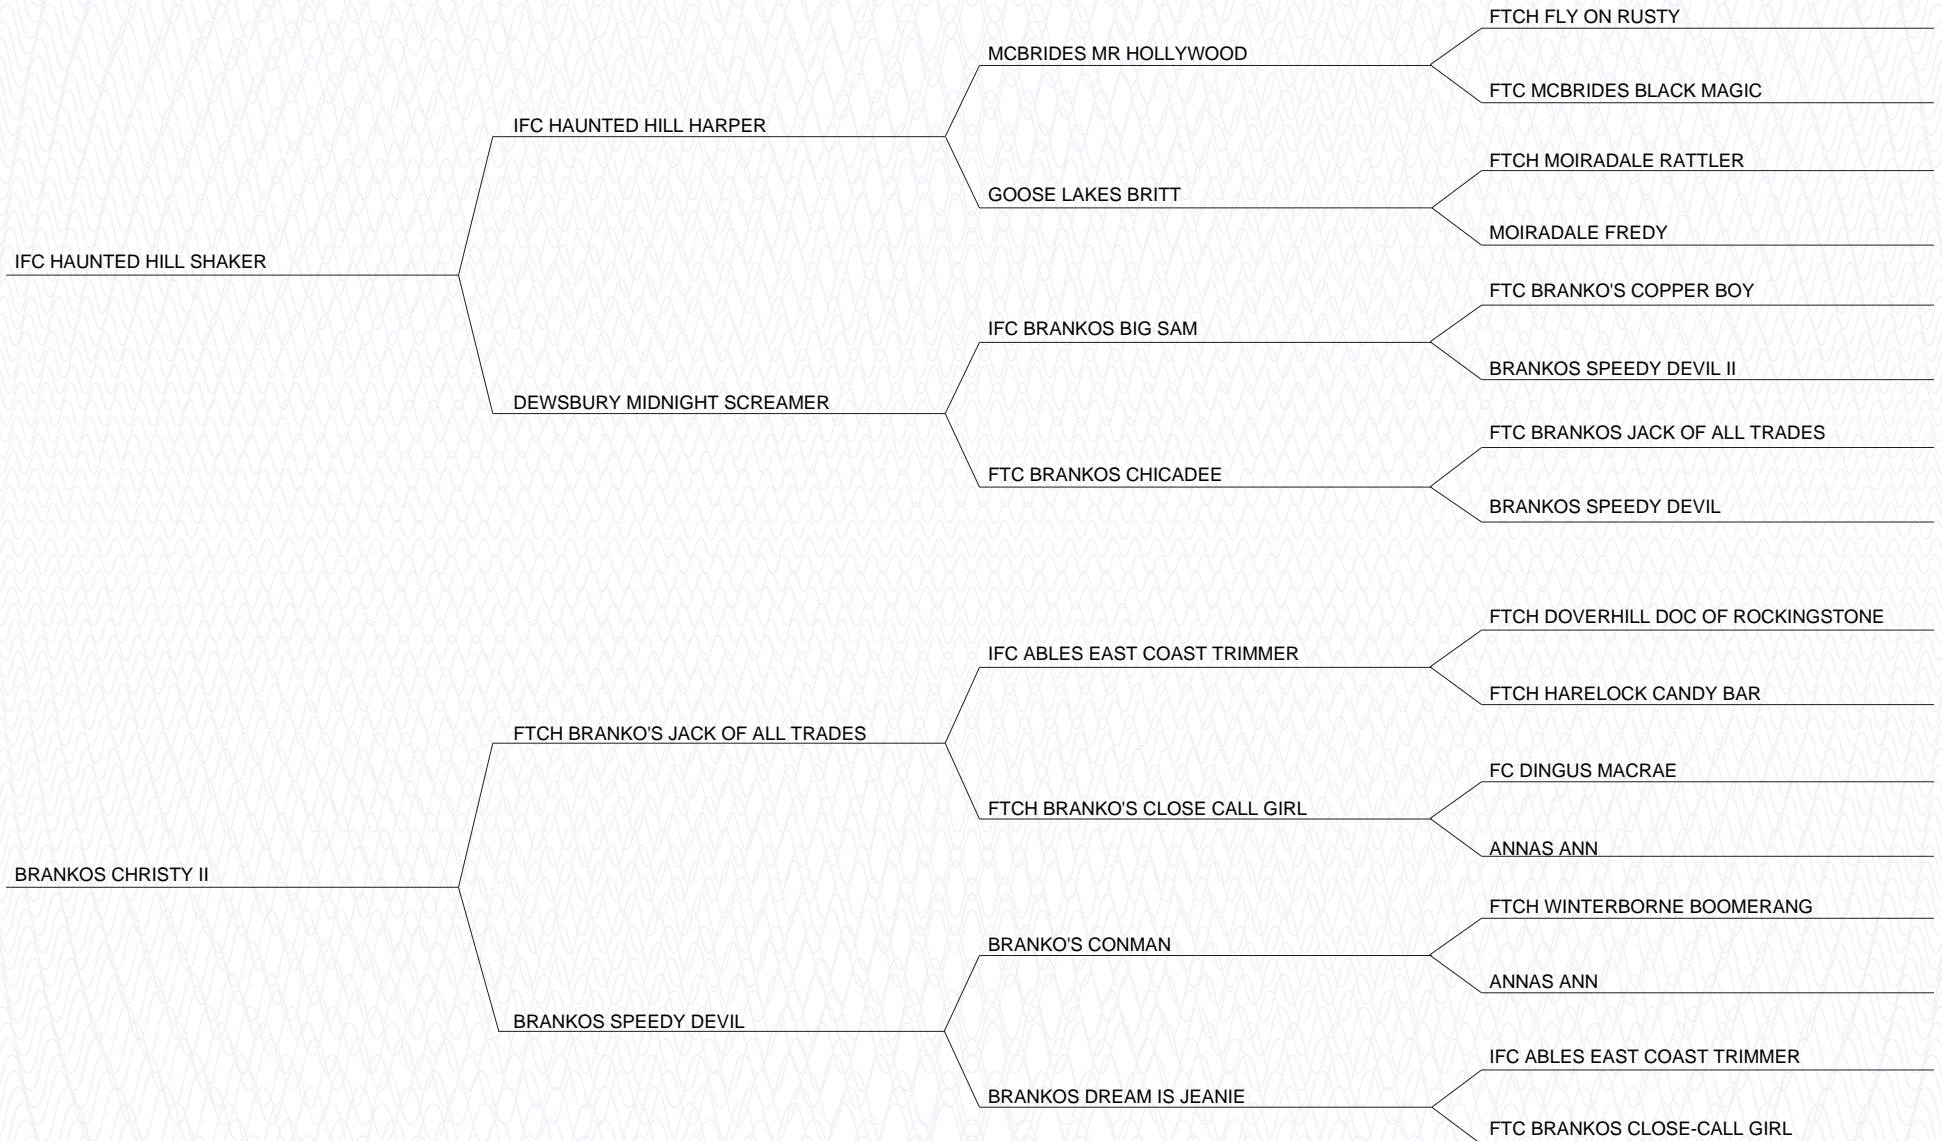 FTCH FLY ON RUSTY
MCBRIDES MR HOLLYWOOD
FTC MCBRIDES BLACK MAGIC
IFC HAUNTED HILL HARPER
FTCH MOIRADALE RATTLER
GOOSE LAKES BRITT
MOIRADALE FREDY
IFC HAUNTED HILL SHAKER
FTC BRANKO'S COPPER BOY
IFC BRANKOS BIG SAM
BRANKOS SPEEDY DEVIL II
DEWSBURY MIDNIGHT SCREAMER
FTC BRANKOS JACK OF ALL TRADES
FTC BRANKOS CHICADEE
BRANKOS SPEEDY DEVIL
FTCH DOVERHILL DOC OF ROCKINGSTONE
IFC ABLES EAST COAST TRIMMER
FTCH HARELOCK CANDY BAR
FTCH BRANKO'S JACK OF ALL TRADES
FC DINGUS MACRAE
FTCH BRANKO'S CLOSE CALL GIRL
ANNAS ANN
BRANKOS CHRISTY II
FTCH WINTERBORNE BOOMERANG
BRANKO'S CONMAN
ANNAS ANN
BRANKOS SPEEDY DEVIL
IFC ABLES EAST COAST TRIMMER
BRANKOS DREAM IS JEANIE
FTC BRANKOS CLOSE-CALL GIRL